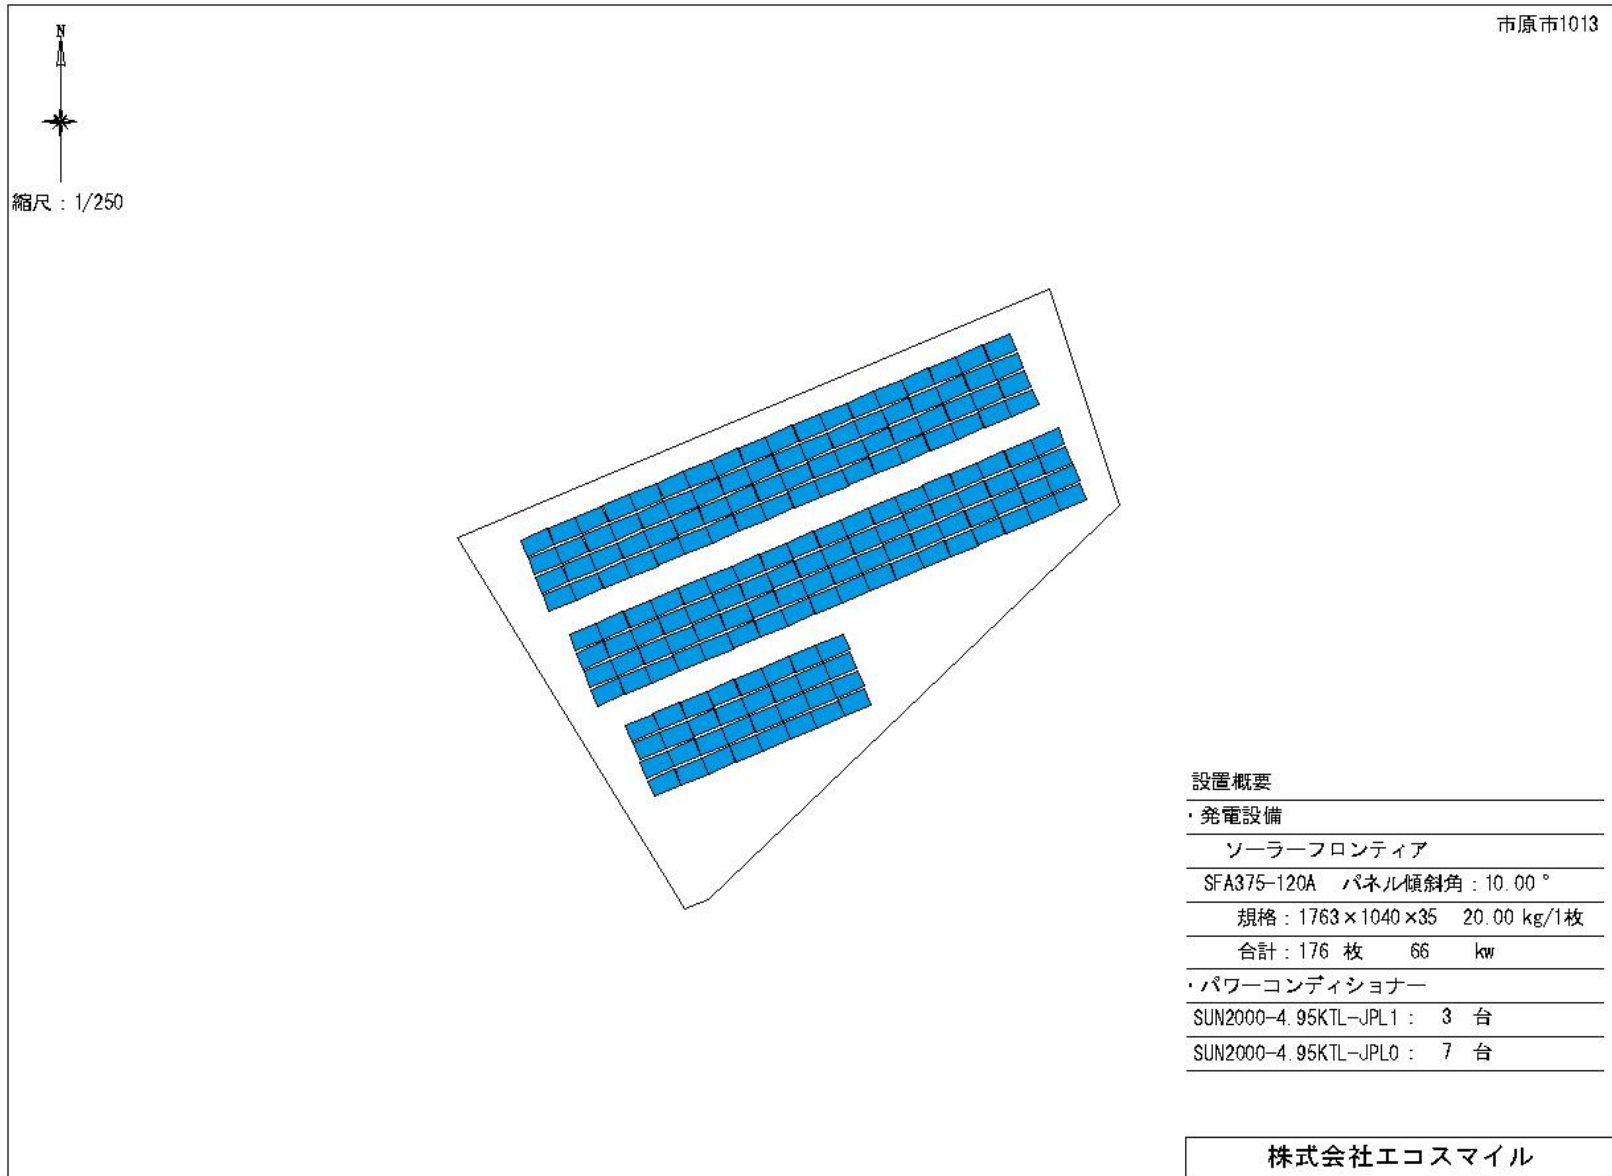 市原市1013
N
縮尺：1/250
設置概要
・発電設備
ソーラーフロンティア
SFA375-120A パネル傾斜角：10.00°
規格：1763×1040×35 20.00 kg/1枚
合計：176 枚 66 kw
・パワーコンディショナー
SUN2000-4.95KTL-JPL1： 3 台
SUN2000-4.95KTL-JPL0： 7 台
株式会社エコスマイル